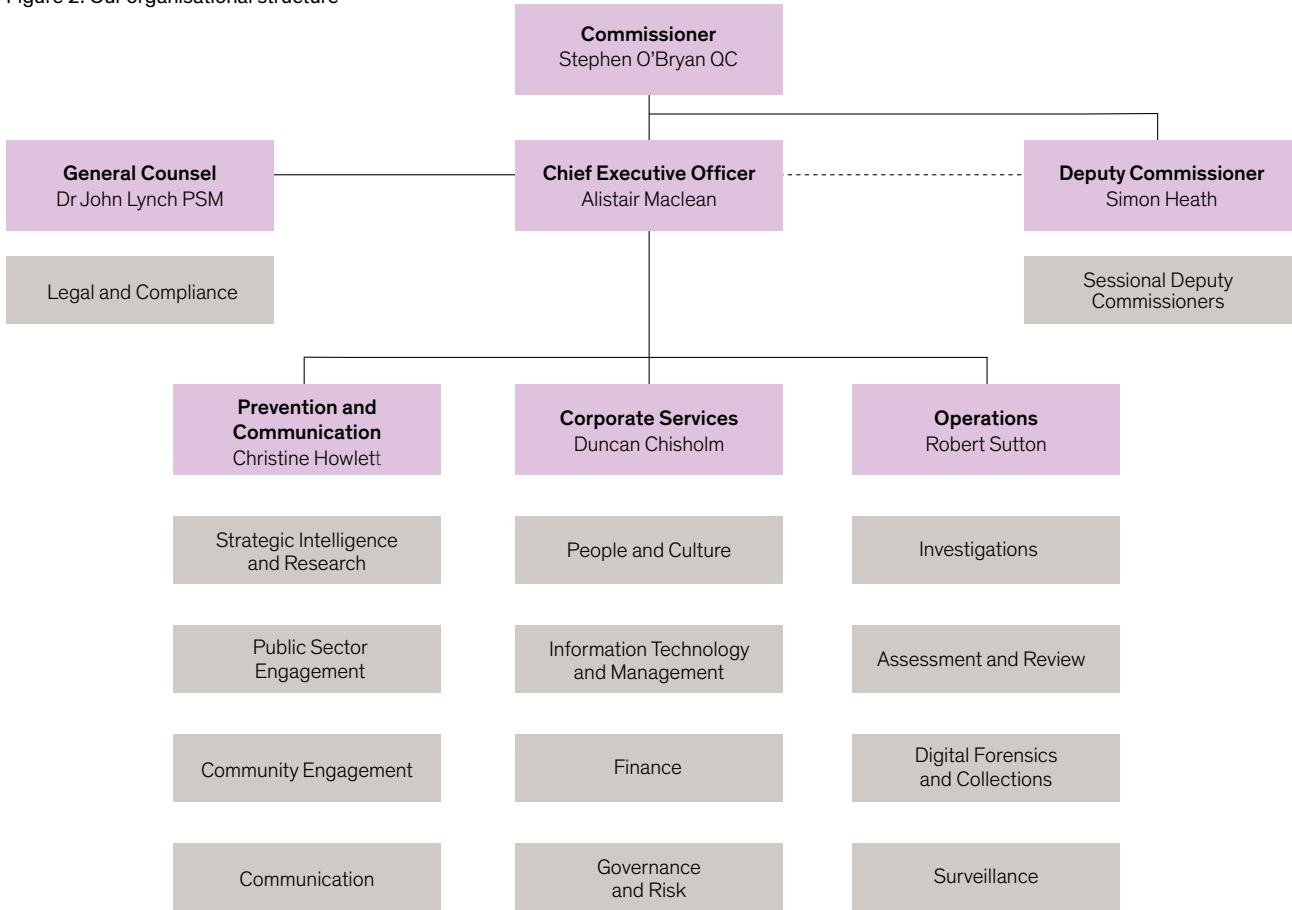 Figure 2: Our organisational structure
Commissioner
Stephen O'Bryan QC
General Counsel
Dr John Lynch PSM
Chief Executive Officer
Alistair Maclean
Deputy Commissioner
Simon Heath
Legal and Compliance
Sessional Deputy
Commissioners
Prevention and
Communication
Christine Howlett
Corporate Services
Duncan Chisholm
Operations
Robert Sutton
Strategic Intelligence
and Research
People and Culture
Investigations
Public Sector
Engagement
Information Technology
and Management
Assessment and Review
Community Engagement
Finance
Digital Forensics
and Collections
Communication
Governance
and Risk
Surveillance